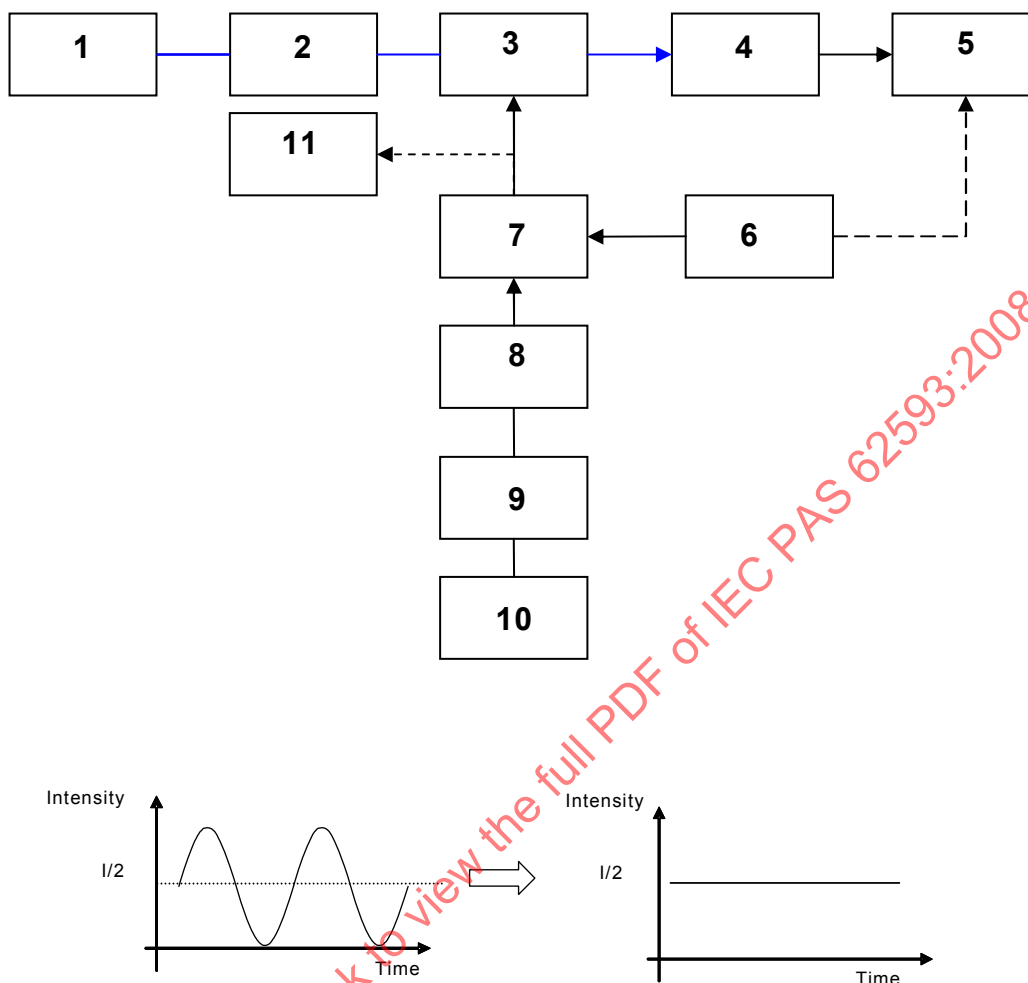 1
2
3
4
5
11
7
6
8
9
10
k to view the full PDF of IEC PAS 62593:2008
Intensity
I/2
Time
Intensity
I/2
Time